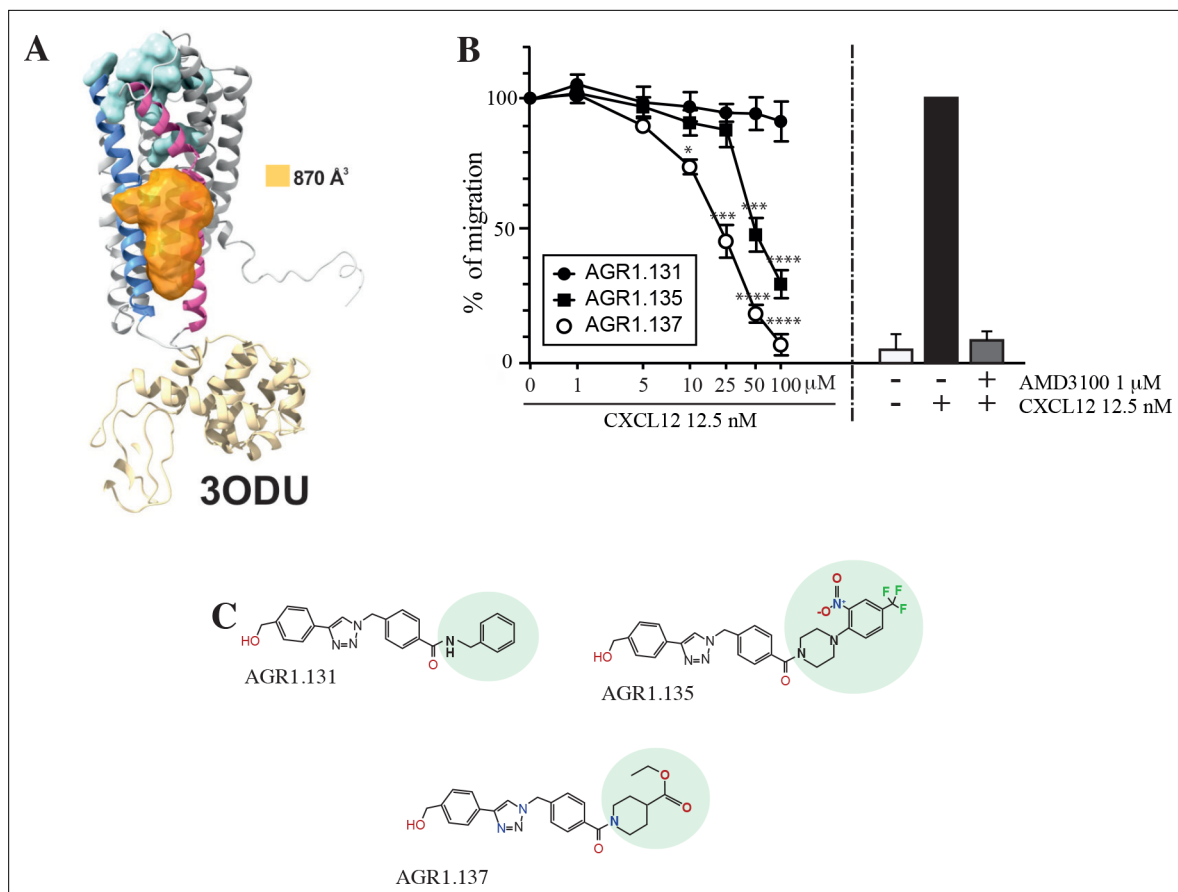 A
870 Å³
3ODU
B
% of migration
100
50
0
*
***
***
****
****
****
AGR1.131
AGR1.135
AGR1.137
0 1 5 10 25 50 100 μM
CXCL12 12.5 nM
- - + AMD3100 1 μM
- + + CXCL12 12.5 nM
C
HO
N
N N
O
N
H
AGR1.131
HO
N
N N
O
N
N
O
-O N+
F F
F
AGR1.135
HO
N
N N
O
N
O
O
AGR1.137